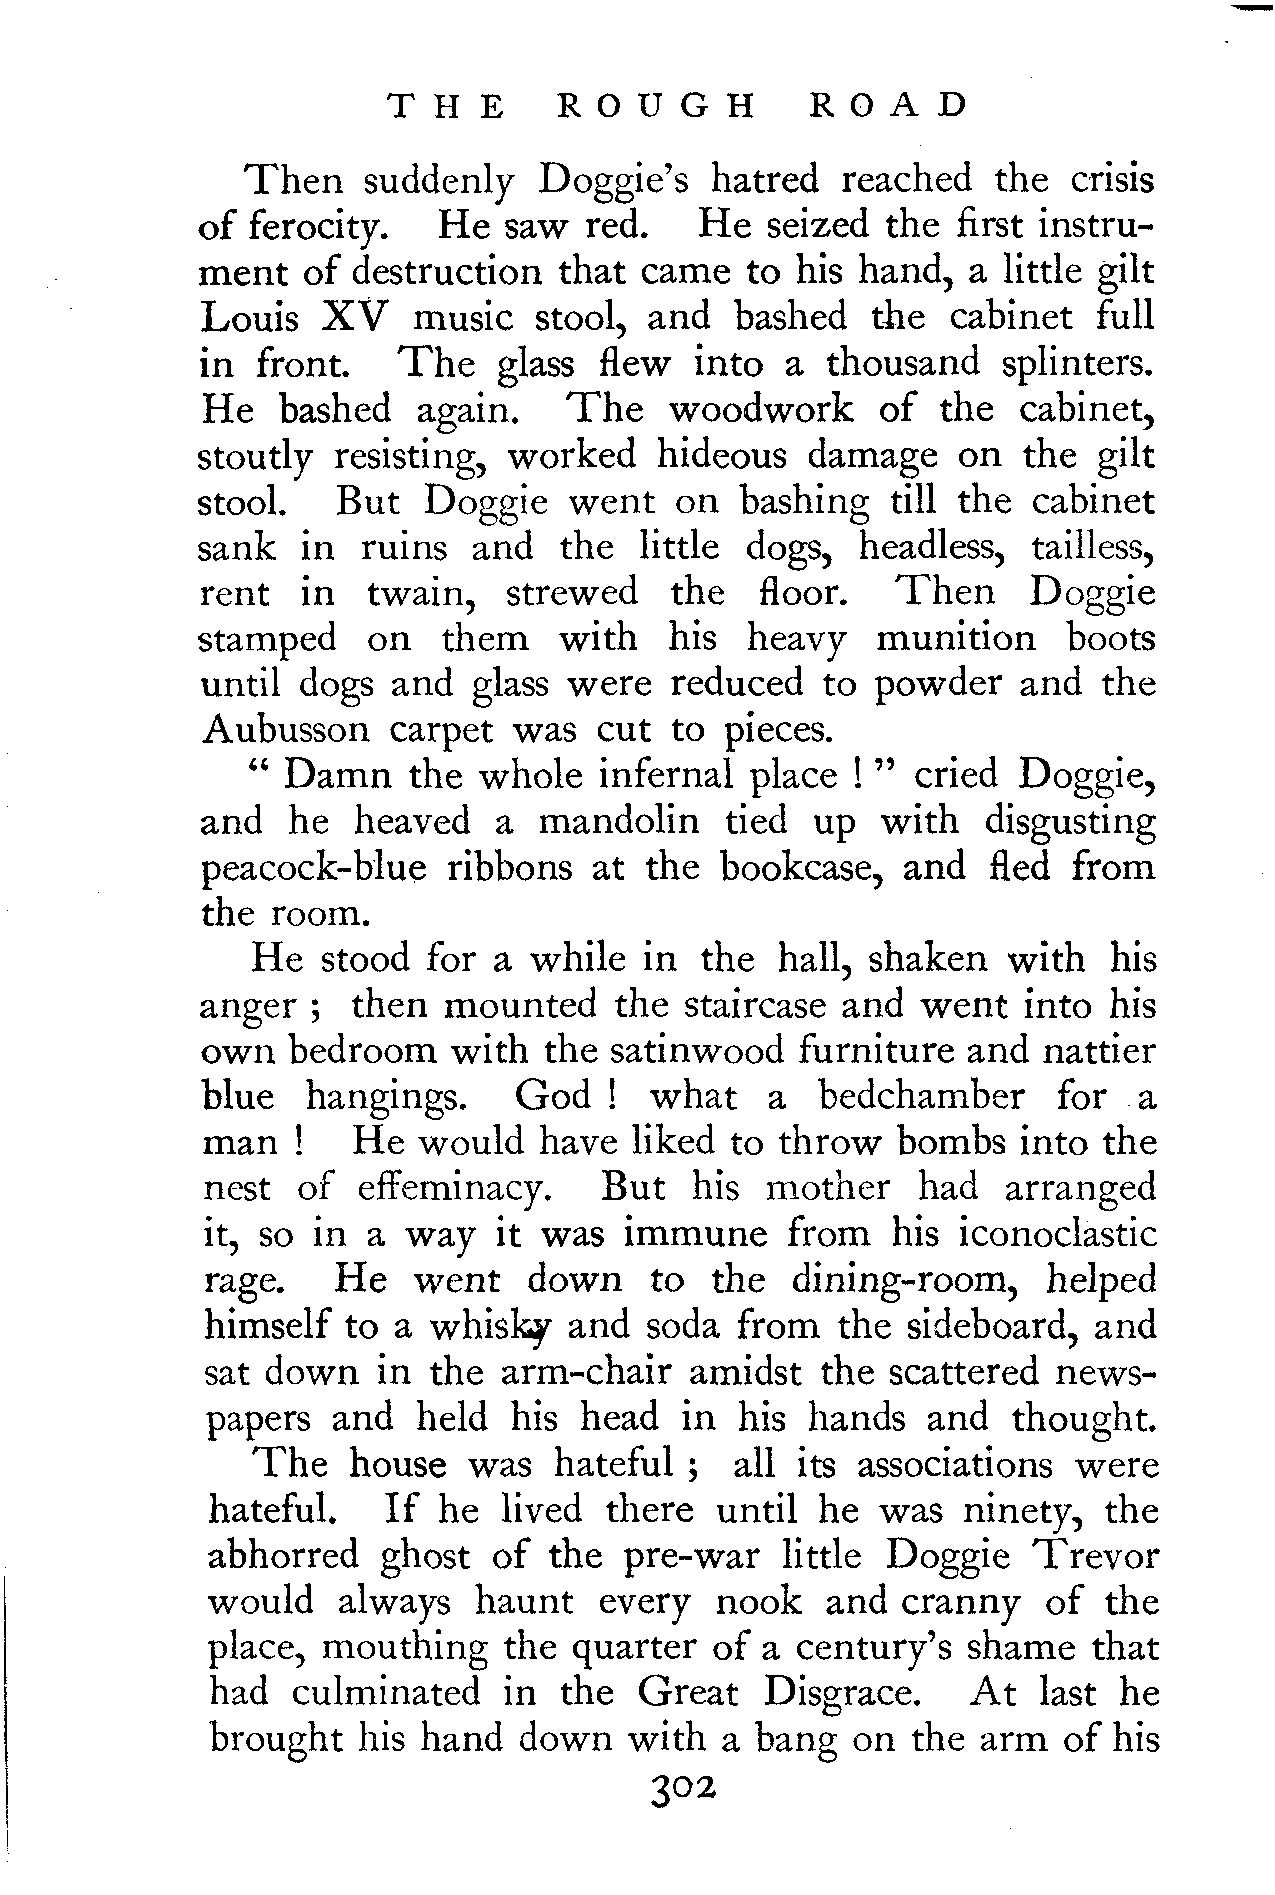 THE ROUGH ROAD
Then suddenly Doggie's hatred reached the crisis
of ferocity. He saw red. He seized the first instru-
ment of destruction that came to his hand, a little gilt
Louis XV music stool, and bashed the cabinet full
in front. The glass flew into a thousand splinters.
He bashed again. The woodwork of the cabinet,
stoutly resisting, worked hideous damage on the gilt
stool. But Doggie went on bashing till the cabinet
sank in ruins and the little dogs, headless, tailless,
rent in twain, strewed the floor. Then Doggie
stamped on them with his heavy munition boots
until dogs and glass were reduced to powder and the
Aubusson carpet was cut to pieces.
“ Damn the whole infernal place ! ” cried Doggie,
and he heaved a mandolin tied up with disgusting
peacock-blue ribbons at the bookcase, and fled from
the room.
He stood for a while in the hall, shaken with his
anger ; then mounted the staircase and went into his
own bedroom with the satinwood furniture and nattier
blue hangings. God ! what a bedchamber for a
man ! He would have liked to throw bombs into the
nest of effeminacy. But his mother had arranged
it, so in a way it was immune from his iconoclastic
rage. He went down to the dining-room, helped
himself to a whisky and soda from the sideboard, and
sat down in the arm-chair amidst the scattered news-
papers and held his head in his hands and thought.
The house was hateful ; all its associations were
hateful. If he lived there until he was ninety, the
abhorred ghost of the pre-war little Doggie Trevor
would always haunt every nook and cranny of the
place, mouthing the quarter of a century's shame that
had culminated in the Great Disgrace. At last he
brought his hand down with a bang on the arm of his
302